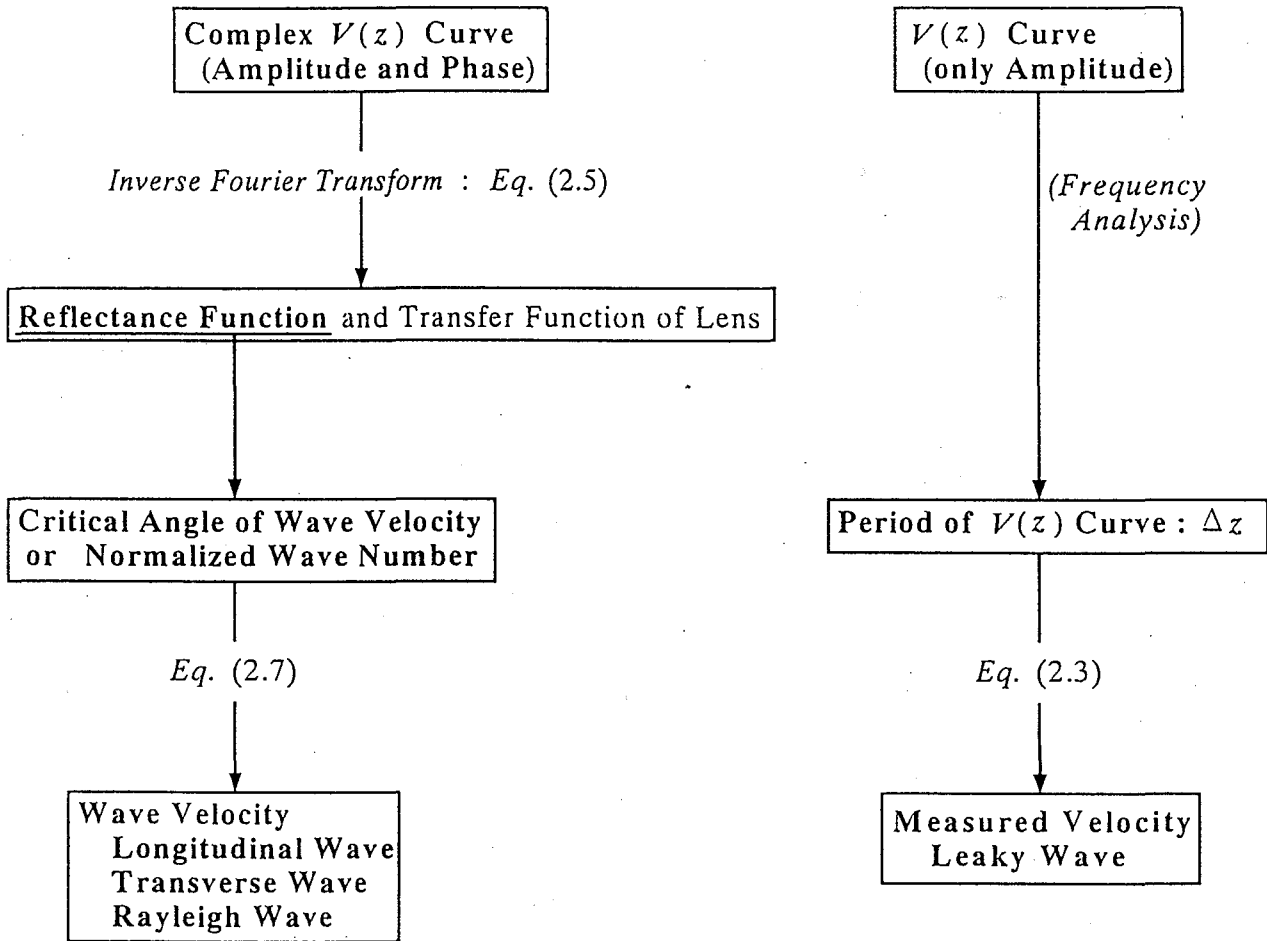 Complex V(z) Curve
(Amplitude and Phase)
Inverse Fourier Transform : Eq. (2.5)
Reflectance Function and Transfer Function of Lens
Critical Angle of Wave Velocity
or Normalized Wave Number
Eq. (2.7)
Wave Velocity
Longitudinal Wave
Transverse Wave
Rayleigh Wave
V(z) Curve
(only Amplitude)
(Frequency
Analysis)
Period of V(z) Curve : Δz
Eq. (2.3)
Measured Velocity
Leaky Wave